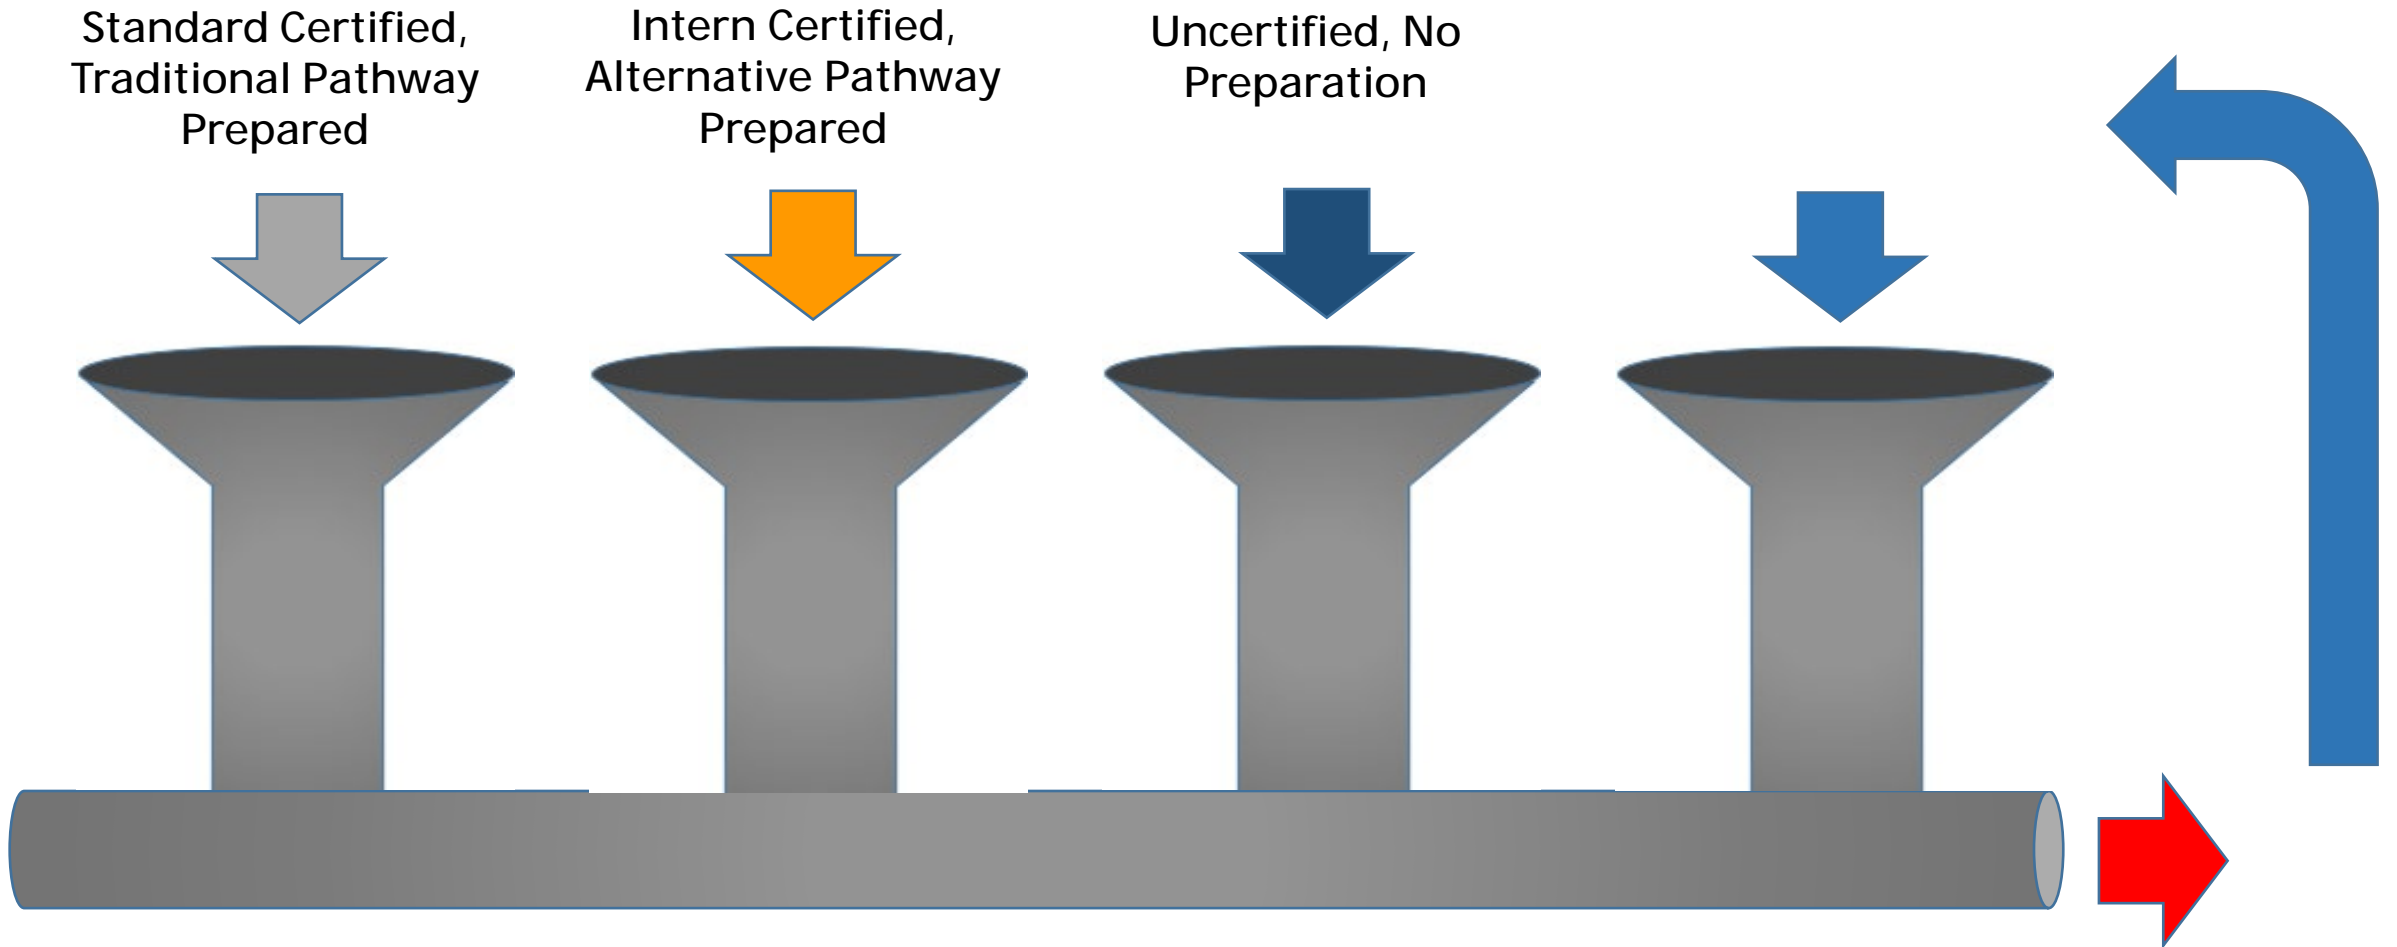 Standard Certified,
Traditional Pathway
Prepared
Intern Certified,
Alternative Pathway
Prepared
Uncertified, No
Preparation